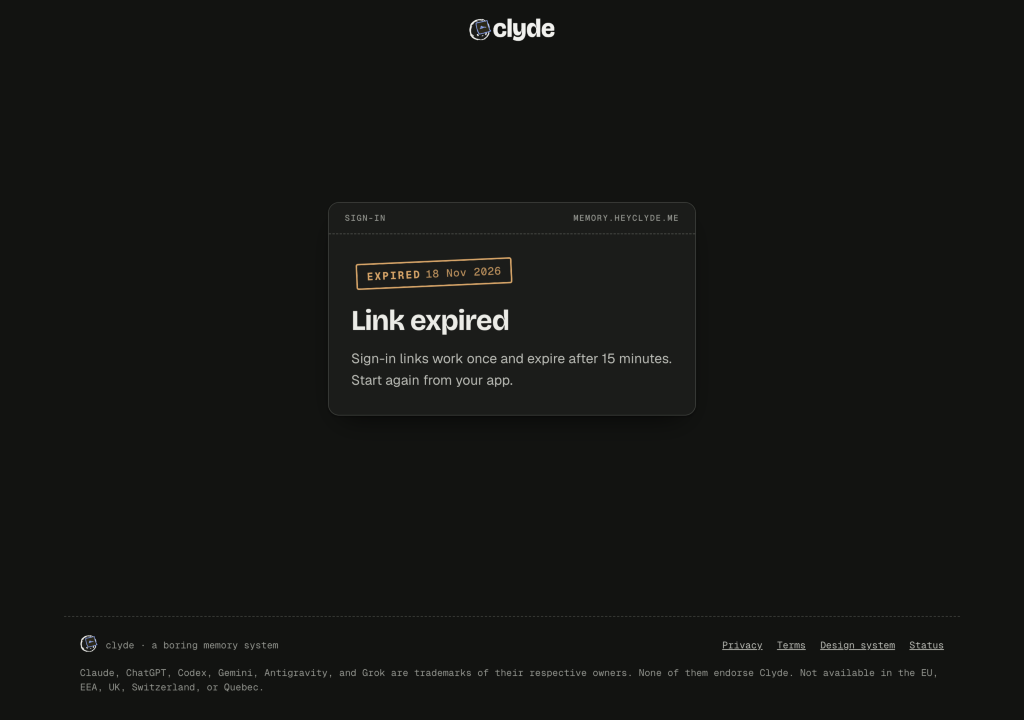 clyde
SIGN-IN
MEMORY.HEYCLYDE.ME
EXPIRED 18 Nov 2026
Link expired
Sign-in links work once and expire after 15 minutes.
Start again from your app.
clyde · a boring memory system
Privacy Terms Design system Status
Claude, ChatGPT, Codex, Gemini, Antigravity, and Grok are trademarks of their respective owners. None of them endorse Clyde. Not available in the EU,
EEA, UK, Switzerland, or Quebec.